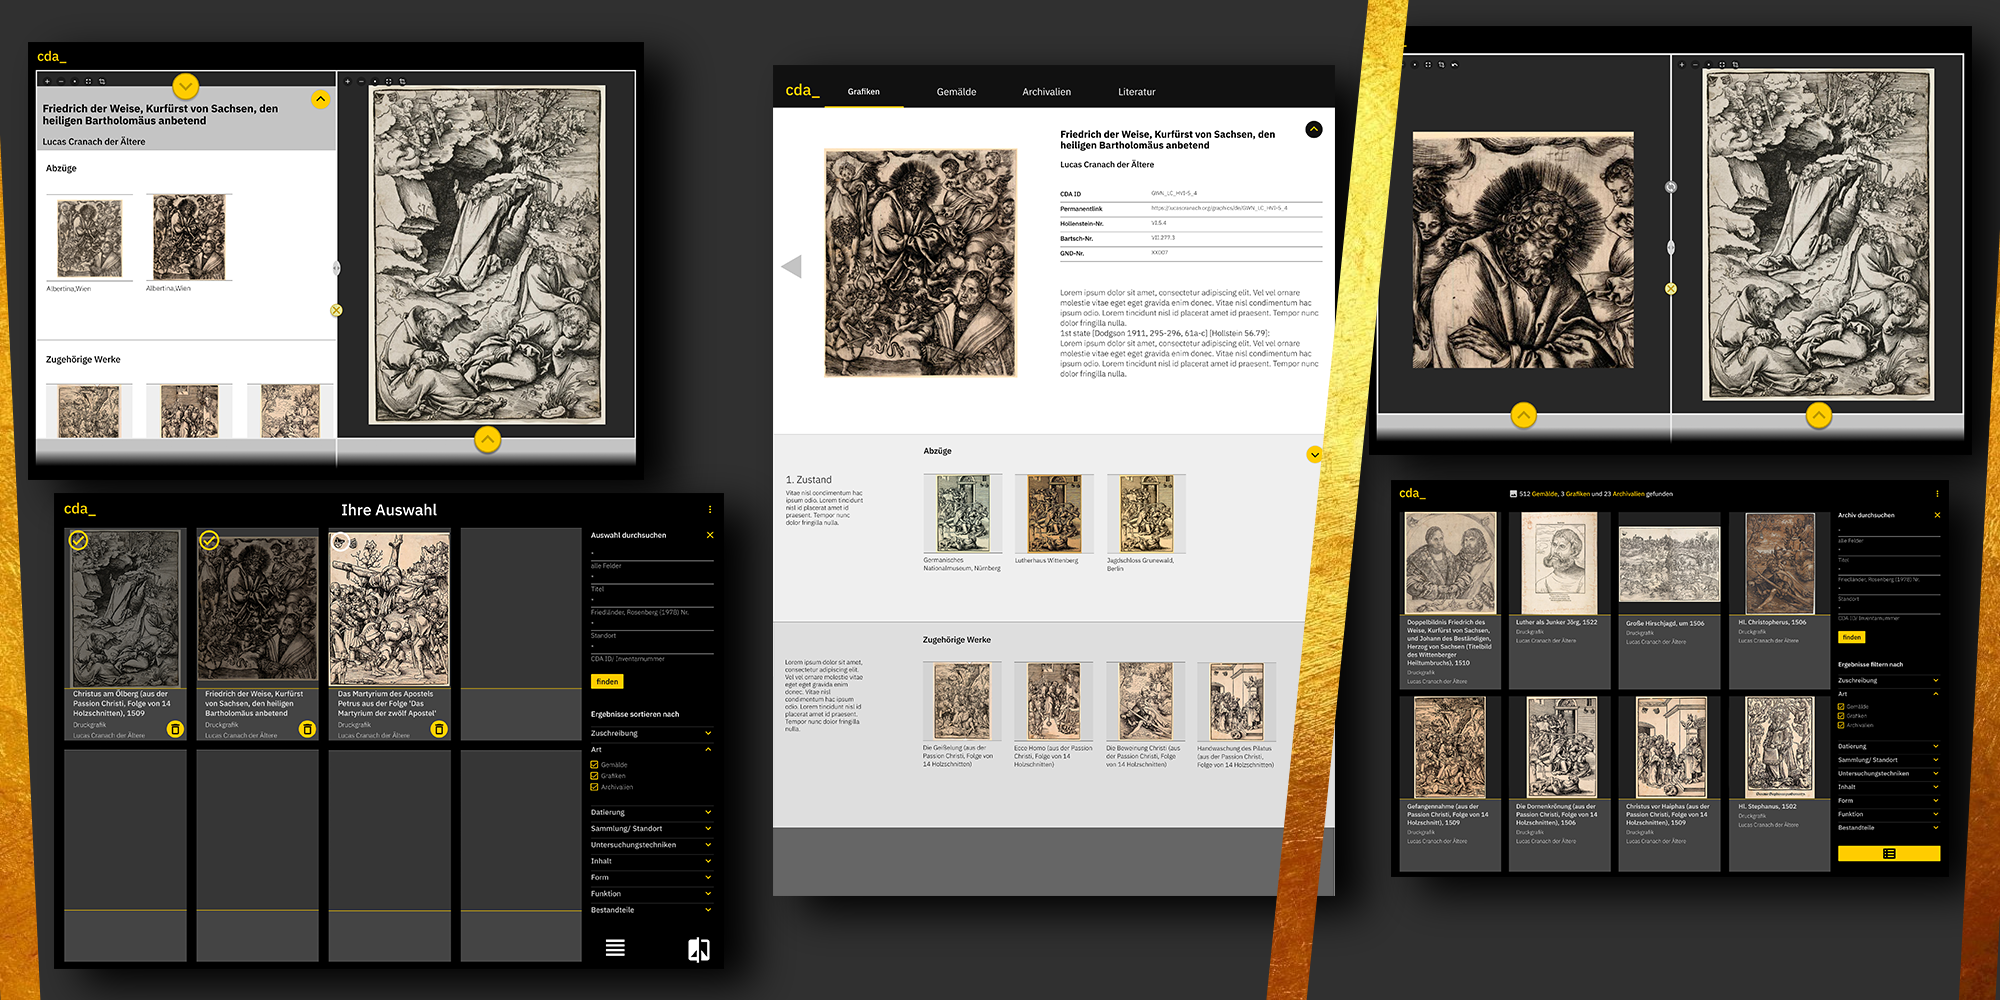 cda_
Friedrich der Weise, Kurfürst von Sachsen, den
heiligen Bartholomäus anbetend
Lucas Cranach der Ältere
Abzüge
Albertina,Wien
Albertina,Wien
Zugehörige Werke
cda_
Ihre Auswahl
Christus am Ölberg (aus der
Passion Christi, Folge von 14
Holzschnitten), 1509
Druckgrafik
Lucas Cranach der Ältere
Friedrich der Weise, Kurfürst
von Sachsen, den heiligen
Bartholomäus anbetend
Druckgrafik
Lucas Cranach der Ältere
Das Martyrium des Apostels
Petrus aus der Folge 'Das
Martyrium der zwölf Apostel'
Druckgrafik
Lucas Cranach der Ältere
Auswahl durchsuchen
alle Felder
Titel
Friedländer, Rosenberg (1978) Nr.
Standort
CDA ID/ Inventarnummer
finden
Ergebnisse sortieren nach
Zuschreibung
Art
Gemälde
Grafiken
Archivalien
Datierung
Sammlung/ Standort
Untersuchungstechniken
Inhalt
Form
Funktion
Bestandteile
cda_
Grafiken
Gemälde
Archivalien
Literatur
Friedrich der Weise, Kurfürst von Sachsen, den
heiligen Bartholomäus anbetend
Lucas Cranach der Ältere
CDA ID
GWN_LC_HVI-5_4
Permanentlink
https://lucascranach.org/graphics/de/GWN_LC_HVI-5_4
Hollenstein-Nr.
VI.5.4
Bartsch-Nr.
VII.277.3
GND-Nr.
XX007
Lorem ipsum dolor sit amet, consectetur adipiscing elit. Vel vel ornare
molestie vitae eget eget gravida enim donec. Vitae nisl condimentum hac
ipsum odio. Lorem tincidunt nisl id placerat amet id praesent. Tempor nunc
dolor fringilla nulla.
1st state [Dodgson 1911, 295-296, 61a-c] [Hollstein 56.79]:
Lorem ipsum dolor sit amet, consectetur adipiscing elit. Vel vel ornare
molestie vitae eget eget gravida enim donec. Vitae nisl condimentum hac
ipsum odio. Lorem tincidunt nisl id placerat amet id praesent. Tempor nunc
dolor fringilla nulla.
Abzüge
1. Zustand
Vitae nisl condimentum hac
ipsum odio. Lorem tincidunt
nisl id placerat amet id
praesent. Tempor nunc
dolor fringilla nulla.
Germanisches
Nationalmuseum, Nürnberg
Lutherhaus Wittenberg
Jagdschloss Grunewald,
Berlin
Zugehörige Werke
Lorem ipsum dolor sit amet,
consectetur adipiscing elit.
Vel vel ornare molestie vitae
eget eget gravida enim
donec. Vitae nisl
condimentum hac ipsum
odio. Lorem tincidunt nisl id
placerat amet id praesent.
Tempor nunc dolor fringilla
nulla.
Die Geißelung (aus der
Passion Christi, Folge von
14 Holzschnitten)
Ecce Homo (aus der Passion
Christi, Folge von 14
Holzschnitten)
Die Beweinung Christi (aus
der Passion Christi, Folge
von 14 Holzschnitten)
Handwaschung des Pilatus
(aus der Passion Christi,
Folge von 14 Holzschnitten)
cda_
512 Gemälde, 3 Grafiken und 23 Archivalien gefunden
Doppelbildnis Friedrich des
Weise, Kurfürst von Sachsen,
und Johann des Beständigen,
Herzog von Sachsen (Titelbild
des Wittenberger
Heiltumbruchs), 1510
Druckgrafik
Lucas Cranach der Ältere
Luther als Junker Jörg, 1522
Druckgrafik
Lucas Cranach der Ältere
Große Hirschjagd, um 1506
Druckgrafik
Lucas Cranach der Ältere
Hl. Christopherus, 1506
Druckgrafik
Lucas Cranach der Ältere
Gefangennahme (aus der
Passion Christi, Folge von 14
Holzschnitt), 1509
Druckgrafik
Lucas Cranach der Ältere
Die Dornenkrönung (aus der
Passion Christi, Folge von 14
Holzschnitten), 1506
Druckgrafik
Lucas Cranach der Ältere
Christus vor Haiphas (aus der
Passion Christi, Folge von 14
Holzschnitten), 1509
Druckgrafik
Lucas Cranach der Ältere
Hl. Stephanus, 1502
Druckgrafik
Lucas Cranach der Ältere
Archiv durchsuchen
alle Felder
Titel
Friedländer, Rosenberg (1978) Nr.
Standort
CDA ID/ Inventarnummer
finden
Ergebnisse filtern nach
Zuschreibung
Art
Gemälde
Grafiken
Archivalien
Datierung
Sammlung/ Standort
Untersuchungstechniken
Inhalt
Form
Funktion
Bestandteile